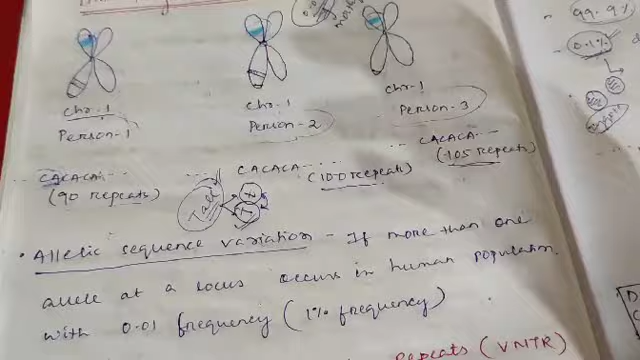 99.9%
0.1%
Chr.1
Chr.1
Chr.1
Person-1
Person-2
Person-3
CACACA...
(90 Repeats)
CACACA....
(100 Repeats)
CACACA...
(105 Repeats)
Tall
T
T
• Allelic sequence variation - If more than one
allele at a locus occurs in human population
with 0.01 frequency (1% frequency)
Repeats (VNTR)